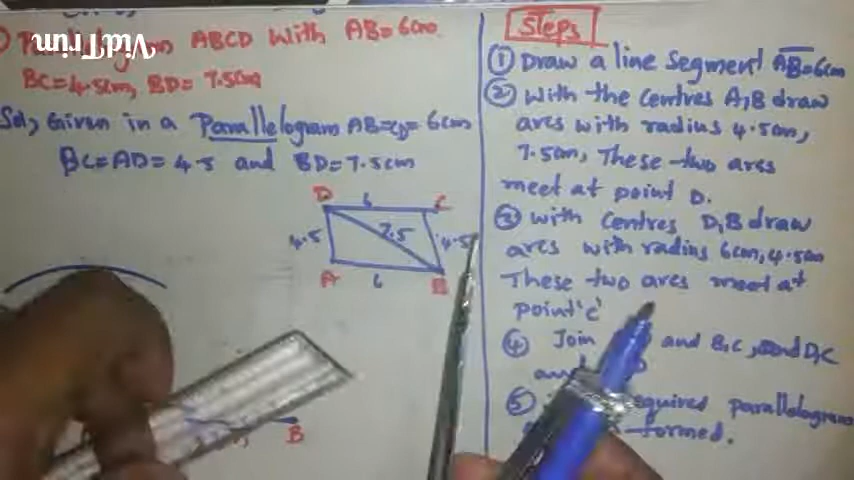 VidTrim
Parallelogram ABCD with AB=6cm
BC=4.5cm, BD= 7.5cm
Sol, Given in a Parallelogram AB=CD=6cm
BC=AD=4.5 and BD=7.5cm
D 6 C
4.5 7.5 4.5
A 6 B
B
Steps
① Draw a line segment AB=6cm
② With the Centres A,B draw
arcs with radius 4.5cm,
7.5cm, These two arcs
meet at point D.
③ With Centres D,B draw
arcs with radius 6cm, 4.5cm
These two arcs meet at
point 'c'
④ Join and B,C, and D,C
⑤ required parallelogram
formed.